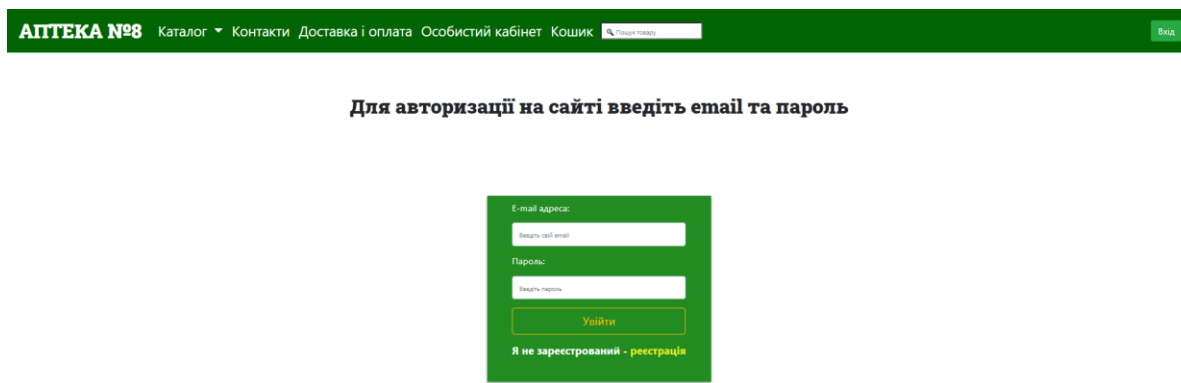 АПТЕКА №8 Каталог Контакти Доставка і оплата Особистий кабінет Кошик Пошук товару Вхід
Для авторизації на сайті введіть email та пароль
E-mail адреса:
Введіть свій email
Пароль:
Введіть пароль
Увійти
Я не зареєстрований - реєстрація